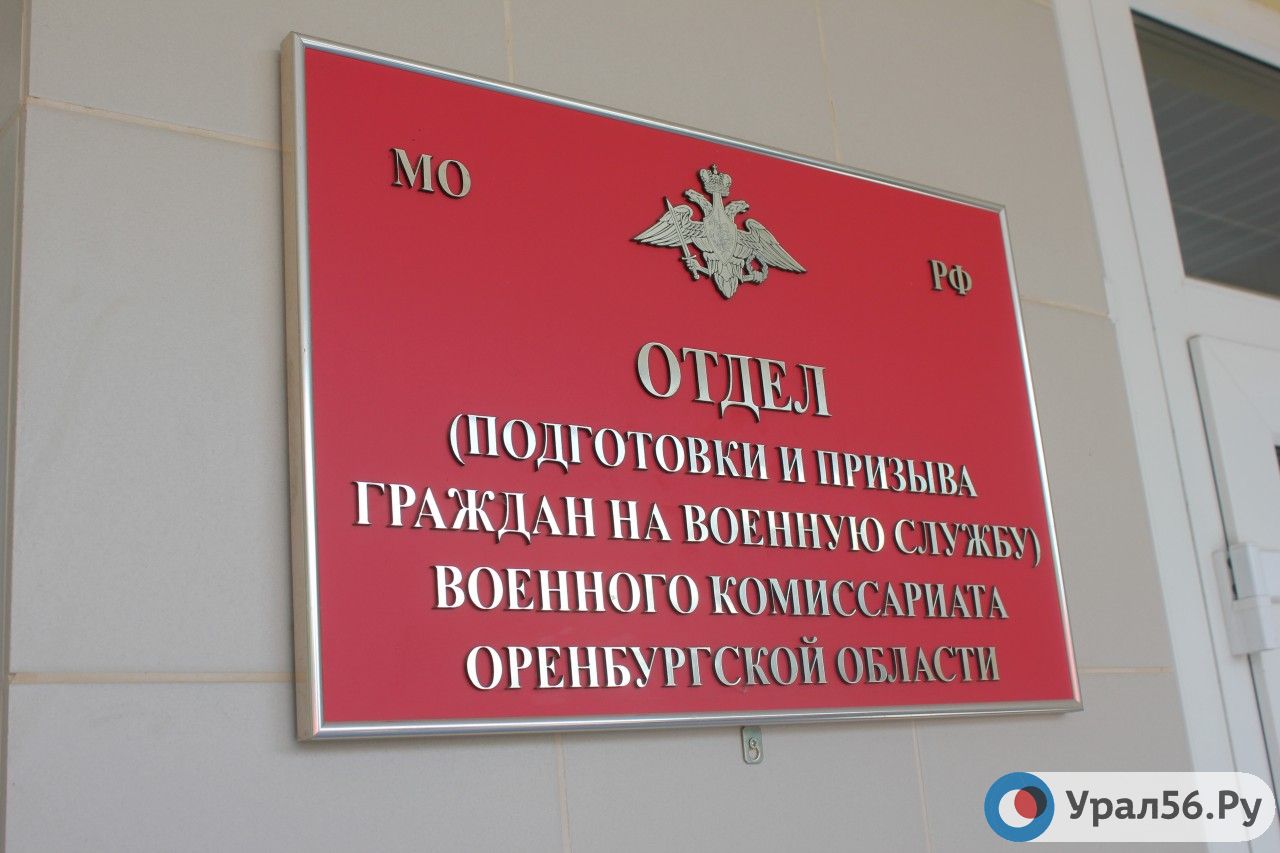 МО
РФ
ОТДЕЛ
(ПОДГОТОВКИ И ПРИЗЫВА
ГРАЖДАН НА ВОЕННУЮ СЛУЖБУ)
ВОЕННОГО КОМИССАРИАТА
ОРЕНБУРГСКОЙ ОБЛАСТИ
Урал56.Ру